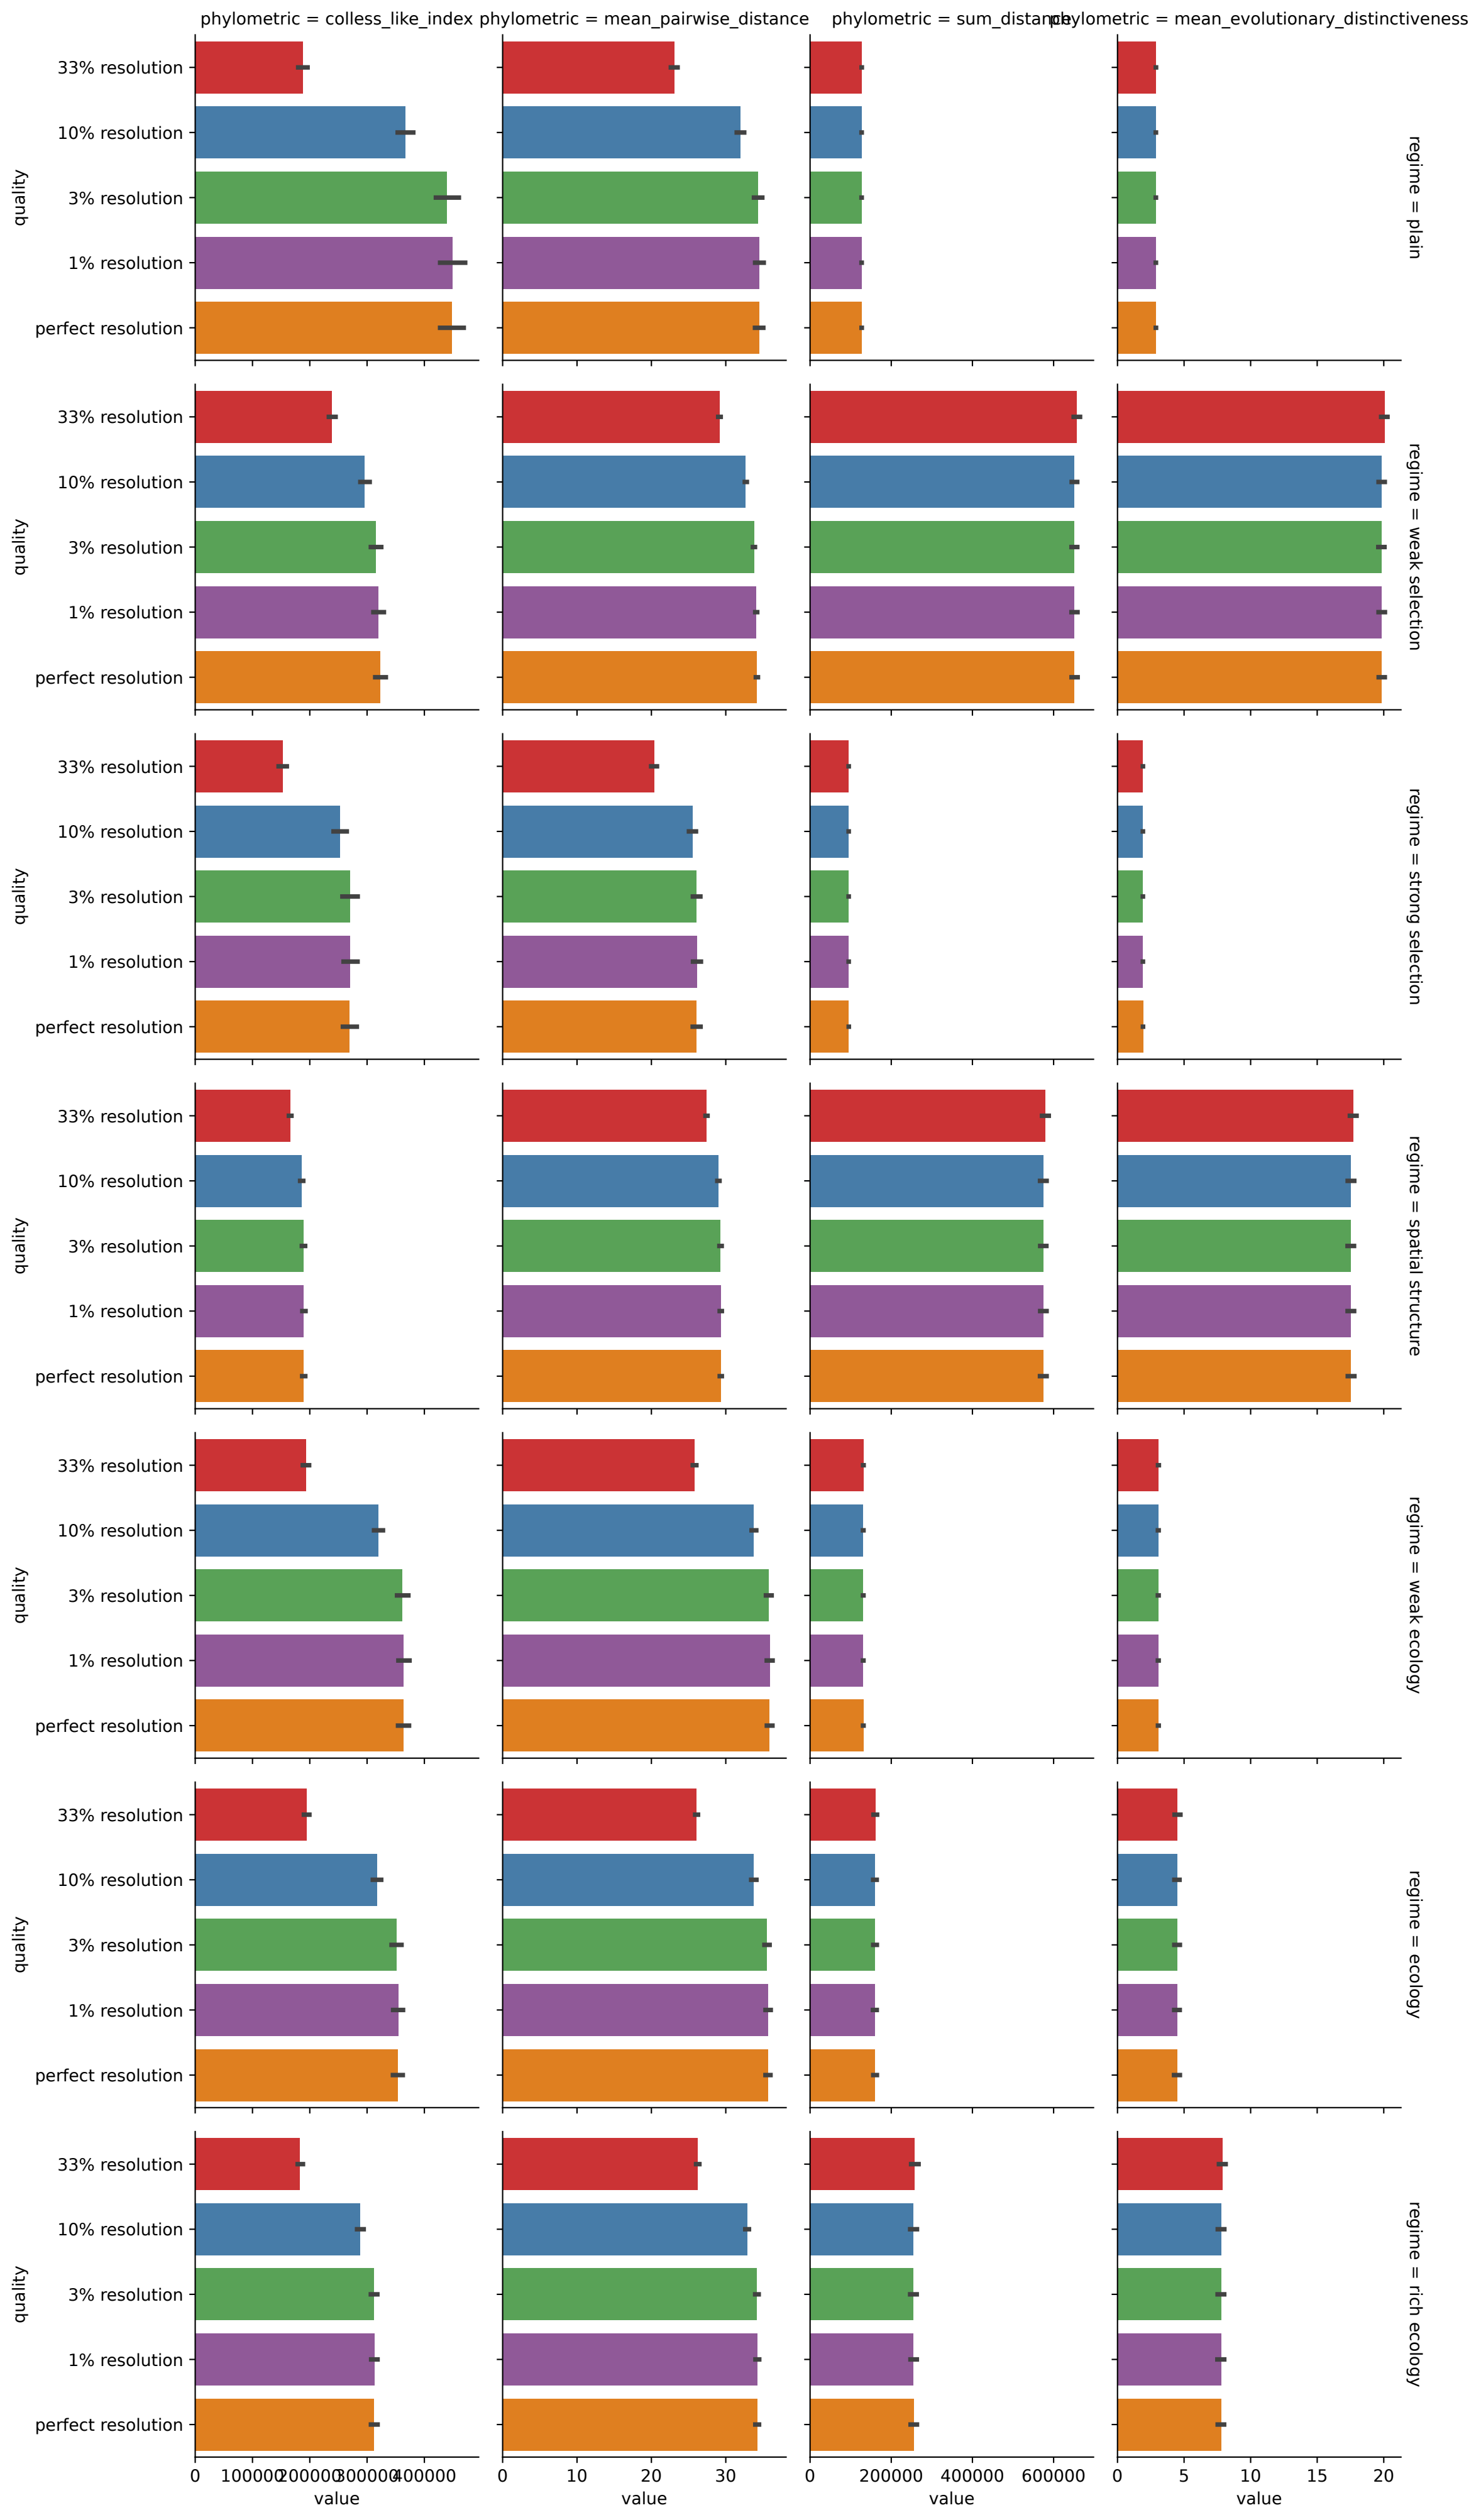 phylometric = colless_like_index
phylometric = mean_pairwise_distance
phylometric = sum_distance
phylometric = mean_evolutionary_distinctiveness
33% resolution
10% resolution
3% resolution
1% resolution
perfect resolution
quality
regime = plain
33% resolution
10% resolution
3% resolution
1% resolution
perfect resolution
quality
regime = weak selection
33% resolution
10% resolution
3% resolution
1% resolution
perfect resolution
quality
regime = strong selection
33% resolution
10% resolution
3% resolution
1% resolution
perfect resolution
quality
regime = spatial structure
33% resolution
10% resolution
3% resolution
1% resolution
perfect resolution
quality
regime = weak ecology
33% resolution
10% resolution
3% resolution
1% resolution
perfect resolution
quality
regime = ecology
33% resolution
10% resolution
3% resolution
1% resolution
perfect resolution
quality
regime = rich ecology
0 100000 200000 300000 400000
0 10 20 30
0 200000 400000 600000
0 5 10 15 20
value
value
value
value